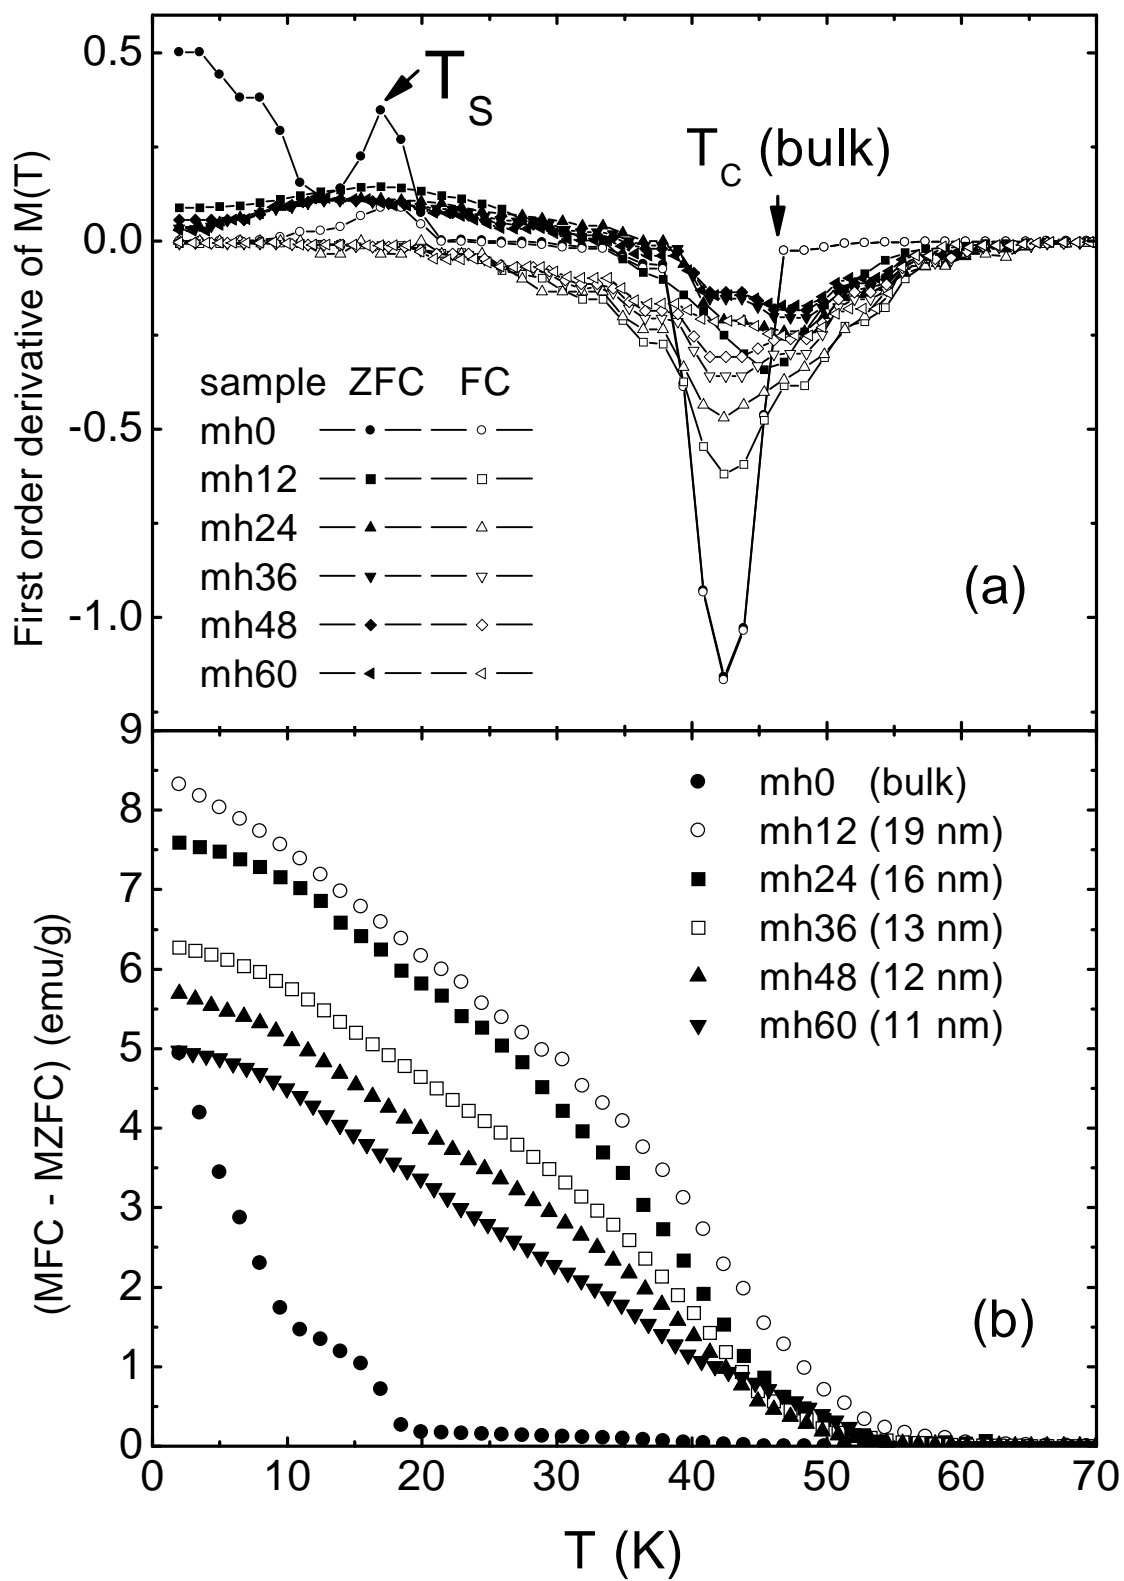 0.5
0.0
-0.5
-1.0
First order derivative of M(T)
T_S
T_C (bulk)
sample ZFC FC
mh0
mh12
mh24
mh36
mh48
mh60
(a)
9
8
7
6
5
4
3
2
1
0
(MFC - MZFC) (emu/g)
mh0 (bulk)
mh12 (19 nm)
mh24 (16 nm)
mh36 (13 nm)
mh48 (12 nm)
mh60 (11 nm)
(b)
0 10 20 30 40 50 60 70
T (K)